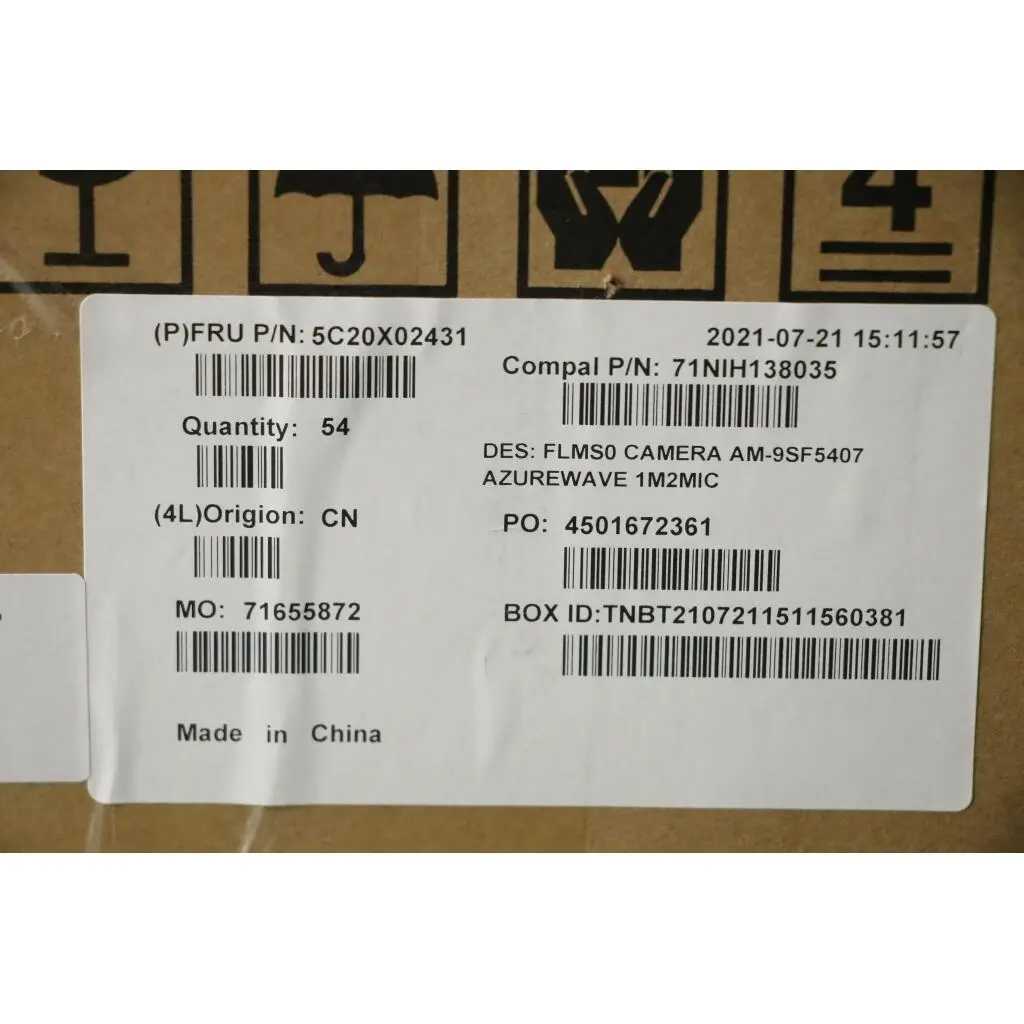 4
(P)FRU P/N: 5C20X02431
2021-07-21 15:11:57
Compal P/N: 71NIH138035
Quantity: 54
DES: FLMS0 CAMERA AM-9SF5407
AZUREWAVE 1M2MIC
(4L)Origion: CN
PO: 4501672361
MO: 71655872
BOX ID:TNBT2107211511560381
Made in China